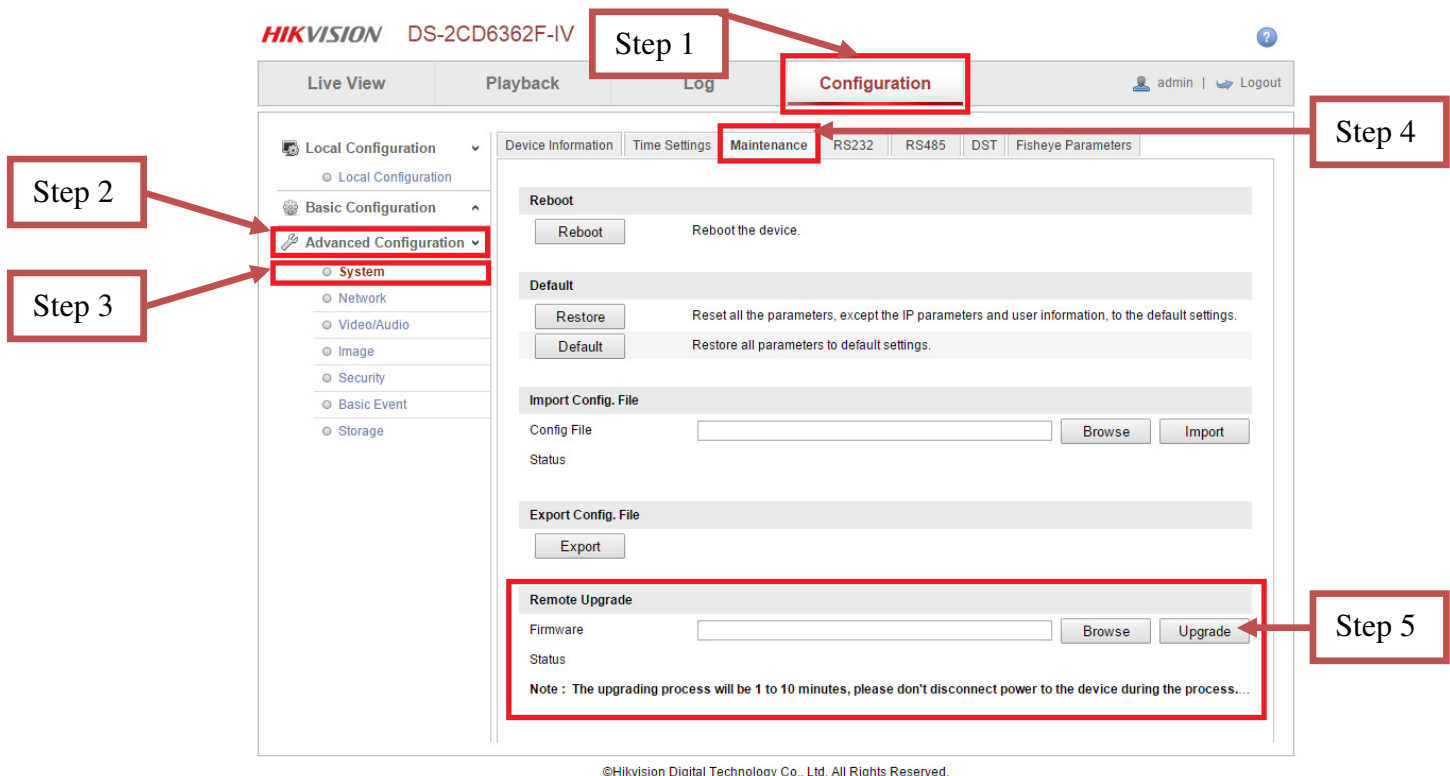 HIKVISION DS-2CD6362F-IV
Step 1
Live View Playback Log Configuration admin | Logout
Step 4
Local Configuration
Local Configuration
Basic Configuration
Advanced Configuration
System
Network
Video/Audio
Image
Security
Basic Event
Storage
Step 2
Step 3
Device Information Time Settings Maintenance RS232 RS485 DST Fisheye Parameters
Reboot
Reboot Reboot the device.
Default
Restore Reset all the parameters, except the IP parameters and user information, to the default settings.
Default Restore all parameters to default settings.
Import Config. File
Config File Browse Import
Status
Export Config. File
Export
Remote Upgrade
Firmware Browse Upgrade
Step 5
Status
Note : The upgrading process will be 1 to 10 minutes, please don't disconnect power to the device during the process....
©Hikvision Digital Technology Co., Ltd. All Rights Reserved.